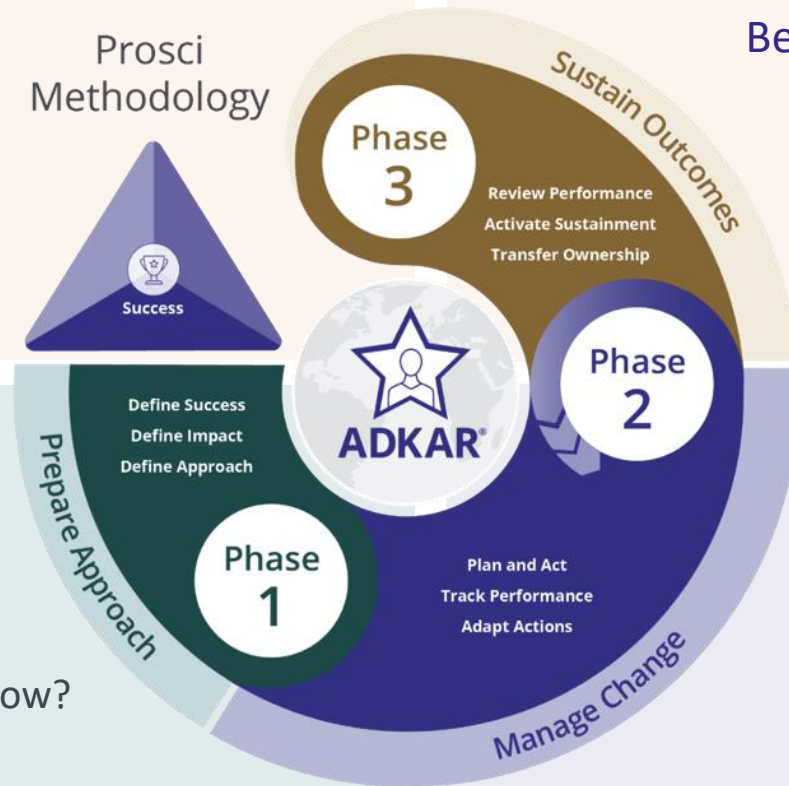 Prosci
Methodology
Be
Success
Sustain Outcomes
Phase
3
Review Performance
Activate Sustainment
Transfer Ownership
Phase
2
ADKAR®
Define Success
Define Impact
Define Approach
Prepare Approach
Phase
1
Plan and Act
Track Performance
Adapt Actions
Manage Change
ow?